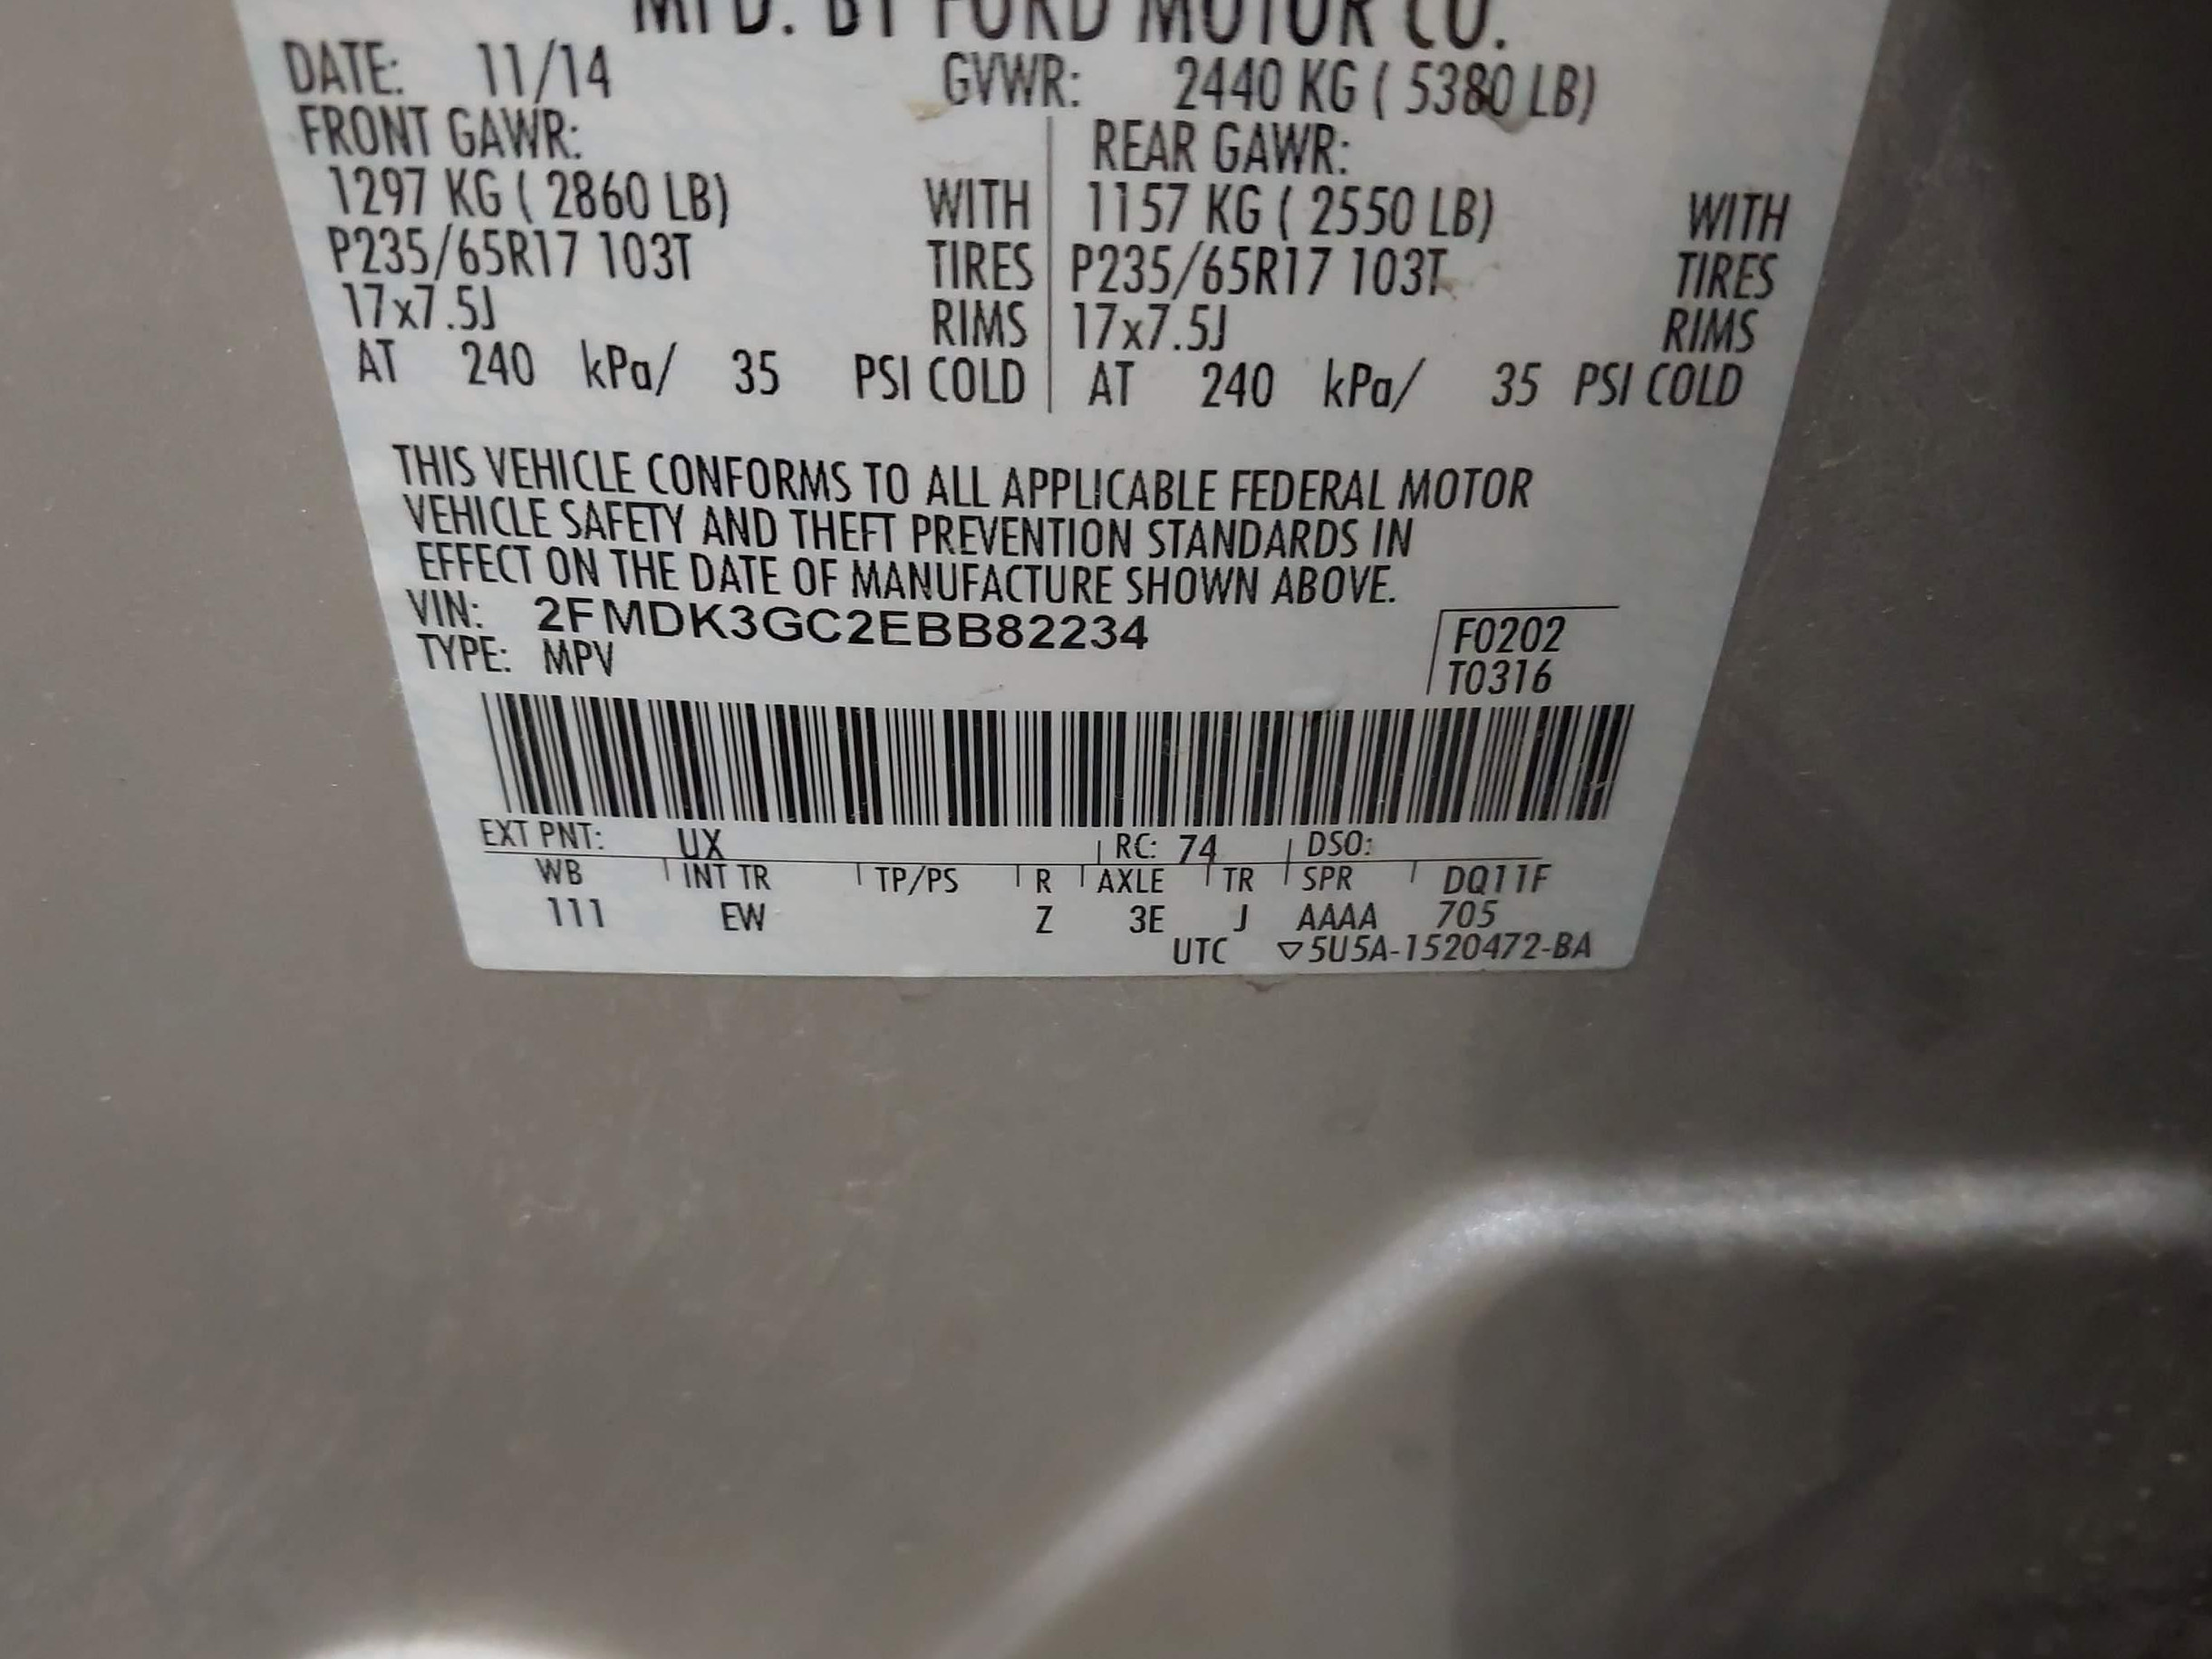 MFD. BY FORD MOTOR CO.
DATE: 11/14 GVWR: 2440 KG ( 5380 LB)
FRONT GAWR: REAR GAWR:
1297 KG ( 2860 LB) WITH 1157 KG ( 2550 LB) WITH
P235/65R17 103T TIRES P235/65R17 103T TIRES
17x7.5J RIMS 17x7.5J RIMS
AT 240 kPa/ 35 PSI COLD AT 240 kPa/ 35 PSI COLD
THIS VEHICLE CONFORMS TO ALL APPLICABLE FEDERAL MOTOR
VEHICLE SAFETY AND THEFT PREVENTION STANDARDS IN
EFFECT ON THE DATE OF MANUFACTURE SHOWN ABOVE.
VIN: 2FMDK3GC2EBB82234 F0202
TYPE: MPV T0316
EXT PNT: UX RC: 74 DSO:
WB INT TR TP/PS R AXLE TR SPR DQ11F
111 EW Z 3E J AAAA 705
UTC ▽5U5A-1520472-BA